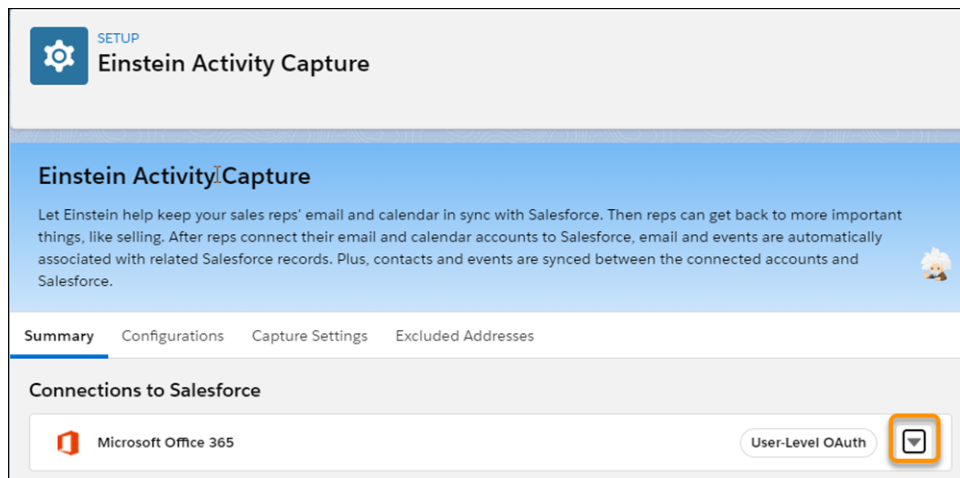 SETUP
Einstein Activity Capture
Einstein Activity Capture
Let Einstein help keep your sales reps' email and calendar in sync with Salesforce. Then reps can get back to more important
things, like selling. After reps connect their email and calendar accounts to Salesforce, email and events are automatically
associated with related Salesforce records. Plus, contacts and events are synced between the connected accounts and
Salesforce.
Summary Configurations Capture Settings Excluded Addresses
Connections to Salesforce
Microsoft Office 365 User-Level OAuth